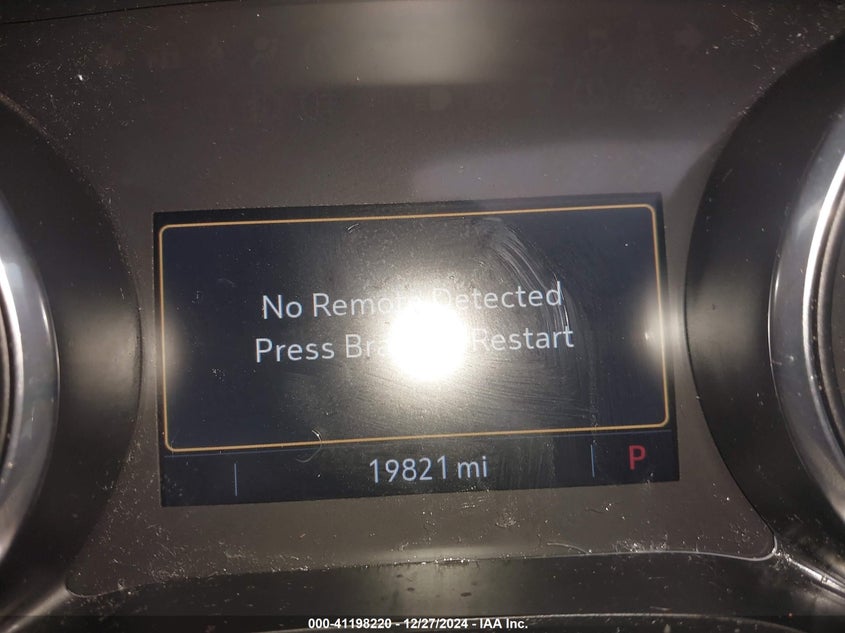 No Remote Detected
Press Restart
19821 mi
P
000-41198220 - 12/27/2024 - IAA Inc.